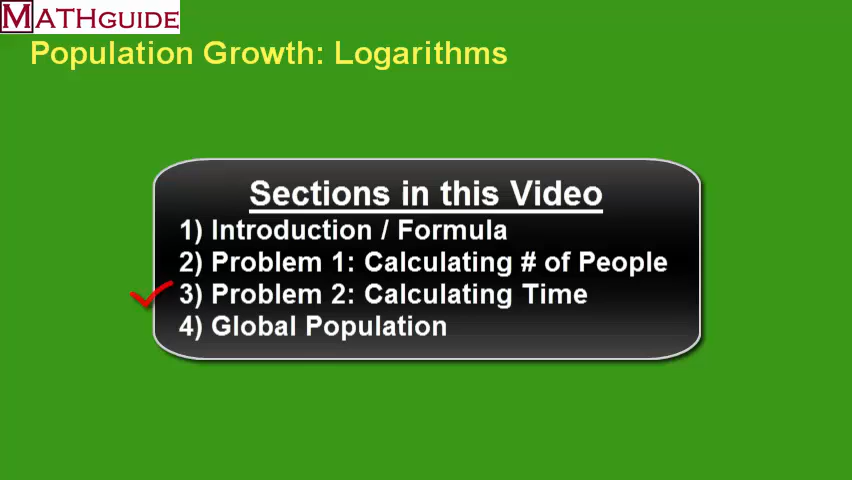 MATHGUIDE
Population Growth: Logarithms
Sections in this Video
1) Introduction / Formula
2) Problem 1: Calculating # of People
3) Problem 2: Calculating Time
4) Global Population